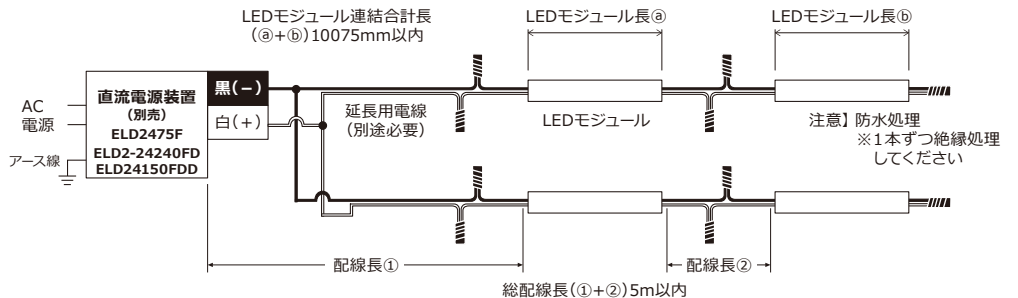 LEDモジュール連結合計長
(ⓐ+ⓑ)10075mm以内
LEDモジュール長ⓐ
LEDモジュール長ⓑ
AC
電源
アース線
直流電源装置
(別売)
ELD2475F
ELD2-24240FD
ELD24150FDD
黒(−)
白(+)
延長用電線
(別途必要)
LEDモジュール
注意】防水処理
※1本ずつ絶縁処理
してください
配線長①
配線長②
総配線長(①+②)5m以内